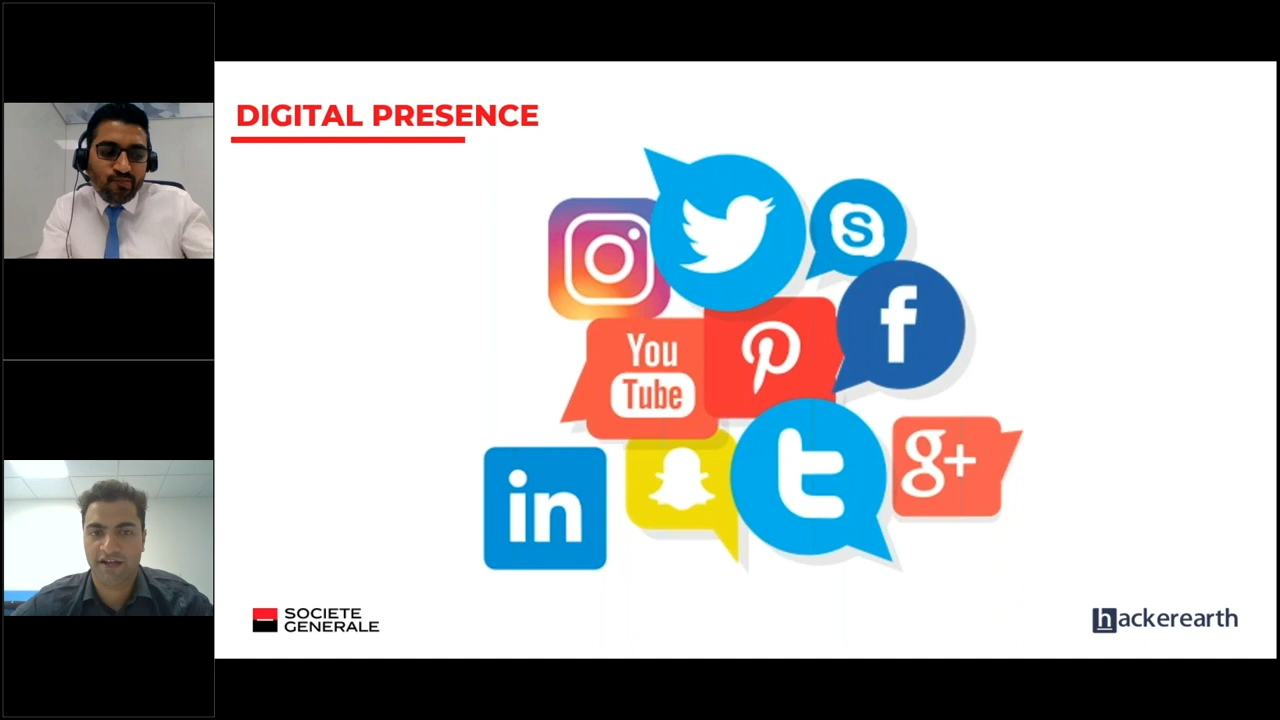 DIGITAL PRESENCE
S
f
You
Tube
p
in
t
g+
SOCIETE
GENERALE
hackerearth